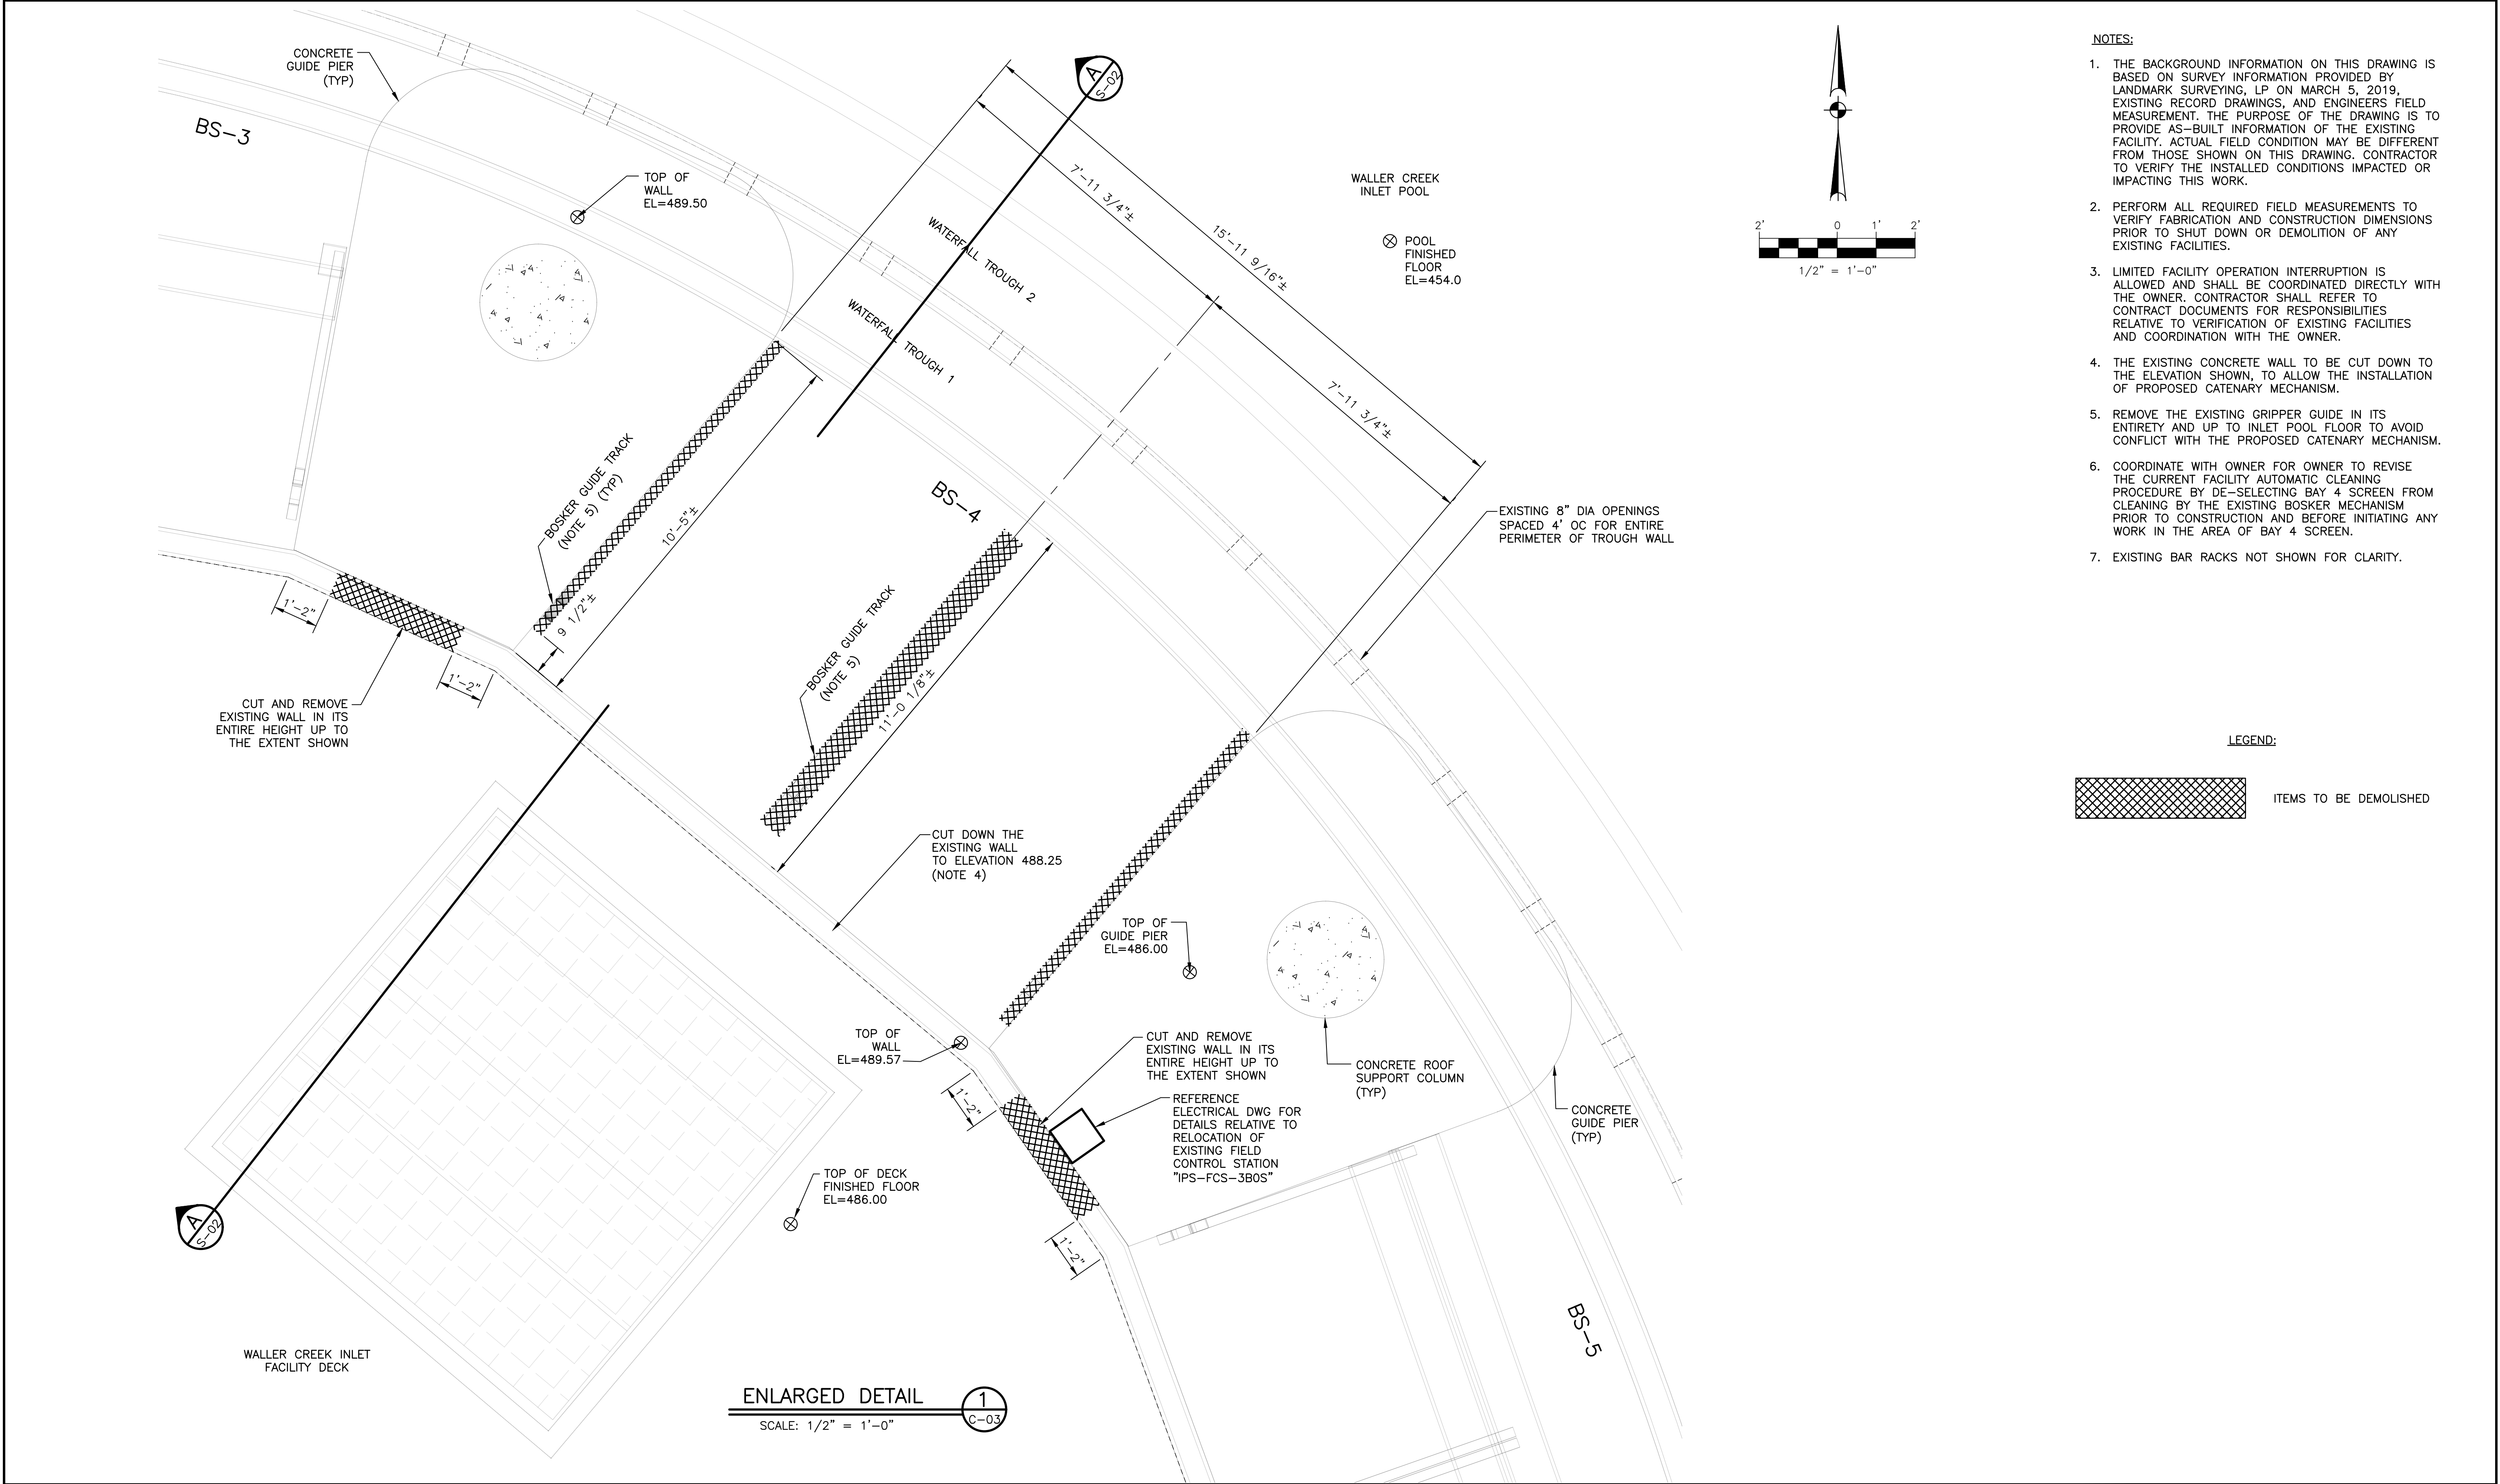 CONCRETE
GUIDE PIER
(TYP)
BS-3
TOP OF
WALL
EL=489.50
A
S-02
7'-11 3/4"±
15'-11 9/16"±
7'-11 3/4"±
WATERFALL TROUGH 2
WATERFALL TROUGH 1
WALLER CREEK
INLET POOL
POOL
FINISHED
FLOOR
EL=454.0
2'
0
1'
2'
1/2" = 1'-0"
BOSKER GUIDE TRACK
(NOTE 5) (TYP)
10'-5"±
9 1/2"±
BS-4
BOSKER GUIDE TRACK
(NOTE 5)
11'-0 1/8"±
EXISTING 8" DIA OPENINGS
SPACED 4' OC FOR ENTIRE
PERIMETER OF TROUGH WALL
1'-2"
1'-2"
CUT AND REMOVE
EXISTING WALL IN ITS
ENTIRE HEIGHT UP TO
THE EXTENT SHOWN
CUT DOWN THE
EXISTING WALL
TO ELEVATION 488.25
(NOTE 4)
TOP OF
GUIDE PIER
EL=486.00
TOP OF
WALL
EL=489.57
CUT AND REMOVE
EXISTING WALL IN ITS
ENTIRE HEIGHT UP TO
THE EXTENT SHOWN
1'-2"
REFERENCE
ELECTRICAL DWG FOR
DETAILS RELATIVE TO
RELOCATION OF
EXISTING FIELD
CONTROL STATION
"IPS-FCS-3B0S"
CONCRETE ROOF
SUPPORT COLUMN
(TYP)
CONCRETE
GUIDE PIER
(TYP)
TOP OF DECK
FINISHED FLOOR
EL=486.00
1'-2"
A
S-02
BS-5
WALLER CREEK INLET
FACILITY DECK
ENLARGED DETAIL
1
C-03
SCALE: 1/2" = 1'-0"
NOTES:
1. THE BACKGROUND INFORMATION ON THIS DRAWING IS
BASED ON SURVEY INFORMATION PROVIDED BY
LANDMARK SURVEYING, LP ON MARCH 5, 2019,
EXISTING RECORD DRAWINGS, AND ENGINEERS FIELD
MEASUREMENT. THE PURPOSE OF THE DRAWING IS TO
PROVIDE AS-BUILT INFORMATION OF THE EXISTING
FACILITY. ACTUAL FIELD CONDITION MAY BE DIFFERENT
FROM THOSE SHOWN ON THIS DRAWING. CONTRACTOR
TO VERIFY THE INSTALLED CONDITIONS IMPACTED OR
IMPACTING THIS WORK.
2. PERFORM ALL REQUIRED FIELD MEASUREMENTS TO
VERIFY FABRICATION AND CONSTRUCTION DIMENSIONS
PRIOR TO SHUT DOWN OR DEMOLITION OF ANY
EXISTING FACILITIES.
3. LIMITED FACILITY OPERATION INTERRUPTION IS
ALLOWED AND SHALL BE COORDINATED DIRECTLY WITH
THE OWNER. CONTRACTOR SHALL REFER TO
CONTRACT DOCUMENTS FOR RESPONSIBILITIES
RELATIVE TO VERIFICATION OF EXISTING FACILITIES
AND COORDINATION WITH THE OWNER.
4. THE EXISTING CONCRETE WALL TO BE CUT DOWN TO
THE ELEVATION SHOWN, TO ALLOW THE INSTALLATION
OF PROPOSED CATENARY MECHANISM.
5. REMOVE THE EXISTING GRIPPER GUIDE IN ITS
ENTIRETY AND UP TO INLET POOL FLOOR TO AVOID
CONFLICT WITH THE PROPOSED CATENARY MECHANISM.
6. COORDINATE WITH OWNER FOR OWNER TO REVISE
THE CURRENT FACILITY AUTOMATIC CLEANING
PROCEDURE BY DE-SELECTING BAY 4 SCREEN FROM
CLEANING BY THE EXISTING BOSKER MECHANISM
PRIOR TO CONSTRUCTION AND BEFORE INITIATING ANY
WORK IN THE AREA OF BAY 4 SCREEN.
7. EXISTING BAR RACKS NOT SHOWN FOR CLARITY.
LEGEND:
ITEMS TO BE DEMOLISHED